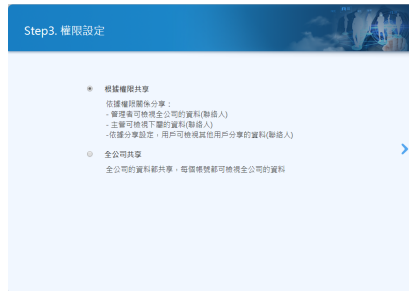 Step3. 權限設定
根據權限共享
依據權限關係分享：
- 管理者可檢視全公司的資料(聯絡人)
- 主管可檢視下屬的資料(聯絡人)
-依據分享設定，用戶可檢視其他用戶分享的資料(聯絡人)
全公司共享
全公司的資料都共享，每個帳號都可檢視全公司的資料